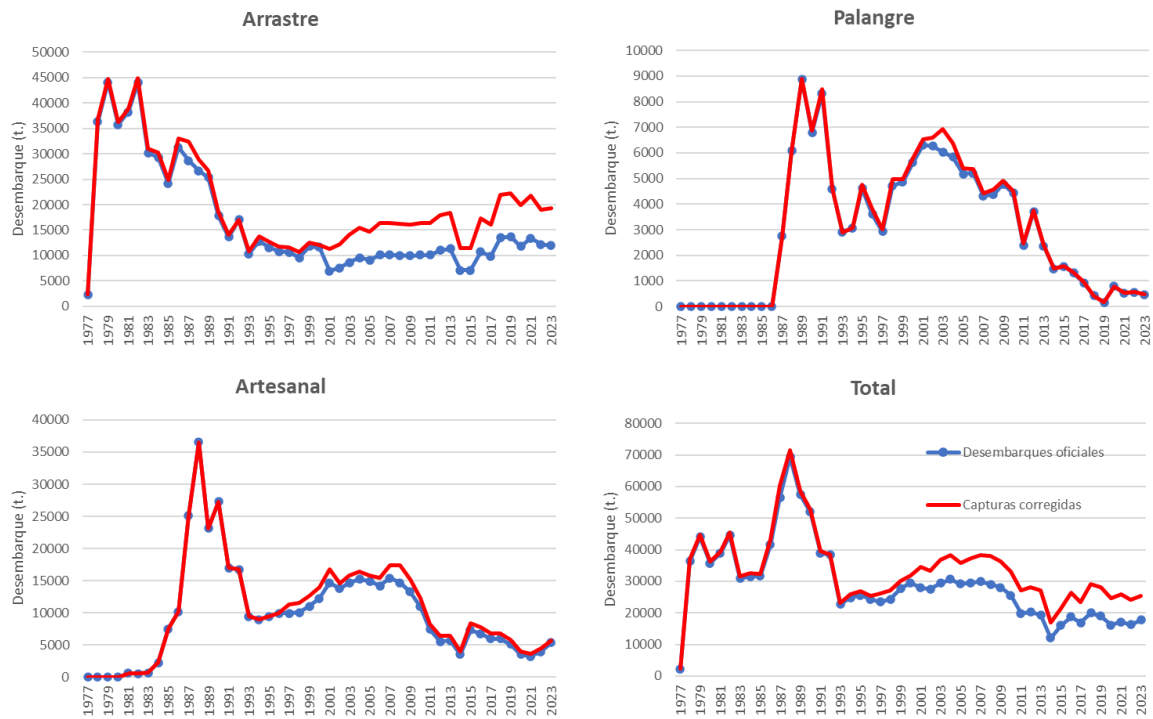 Arrastre
Desembarque (t.)
50000
45000
40000
35000
30000
25000
20000
15000
10000
5000
0
1977 1979 1981 1983 1985 1987 1989 1991 1993 1995 1997 1999 2001 2003 2005 2007 2009 2011 2013 2015 2017 2019 2021 2023
Palangre
Desembarque (t.)
10000
9000
8000
7000
6000
5000
4000
3000
2000
1000
0
1977 1979 1981 1983 1985 1987 1989 1991 1993 1995 1997 1999 2001 2003 2005 2007 2009 2011 2013 2015 2017 2019 2021 2023
Artesanal
Desembarque (t.)
40000
35000
30000
25000
20000
15000
10000
5000
0
1977 1979 1981 1983 1985 1987 1989 1991 1993 1995 1997 1999 2001 2003 2005 2007 2009 2011 2013 2015 2017 2019 2021 2023
Total
Desembarque (t.)
80000
70000
60000
50000
40000
30000
20000
10000
0
Desembarques oficiales
Capturas corregidas
1977 1979 1981 1983 1985 1987 1989 1991 1993 1995 1997 1999 2001 2003 2005 2007 2009 2011 2013 2015 2017 2019 2021 2023